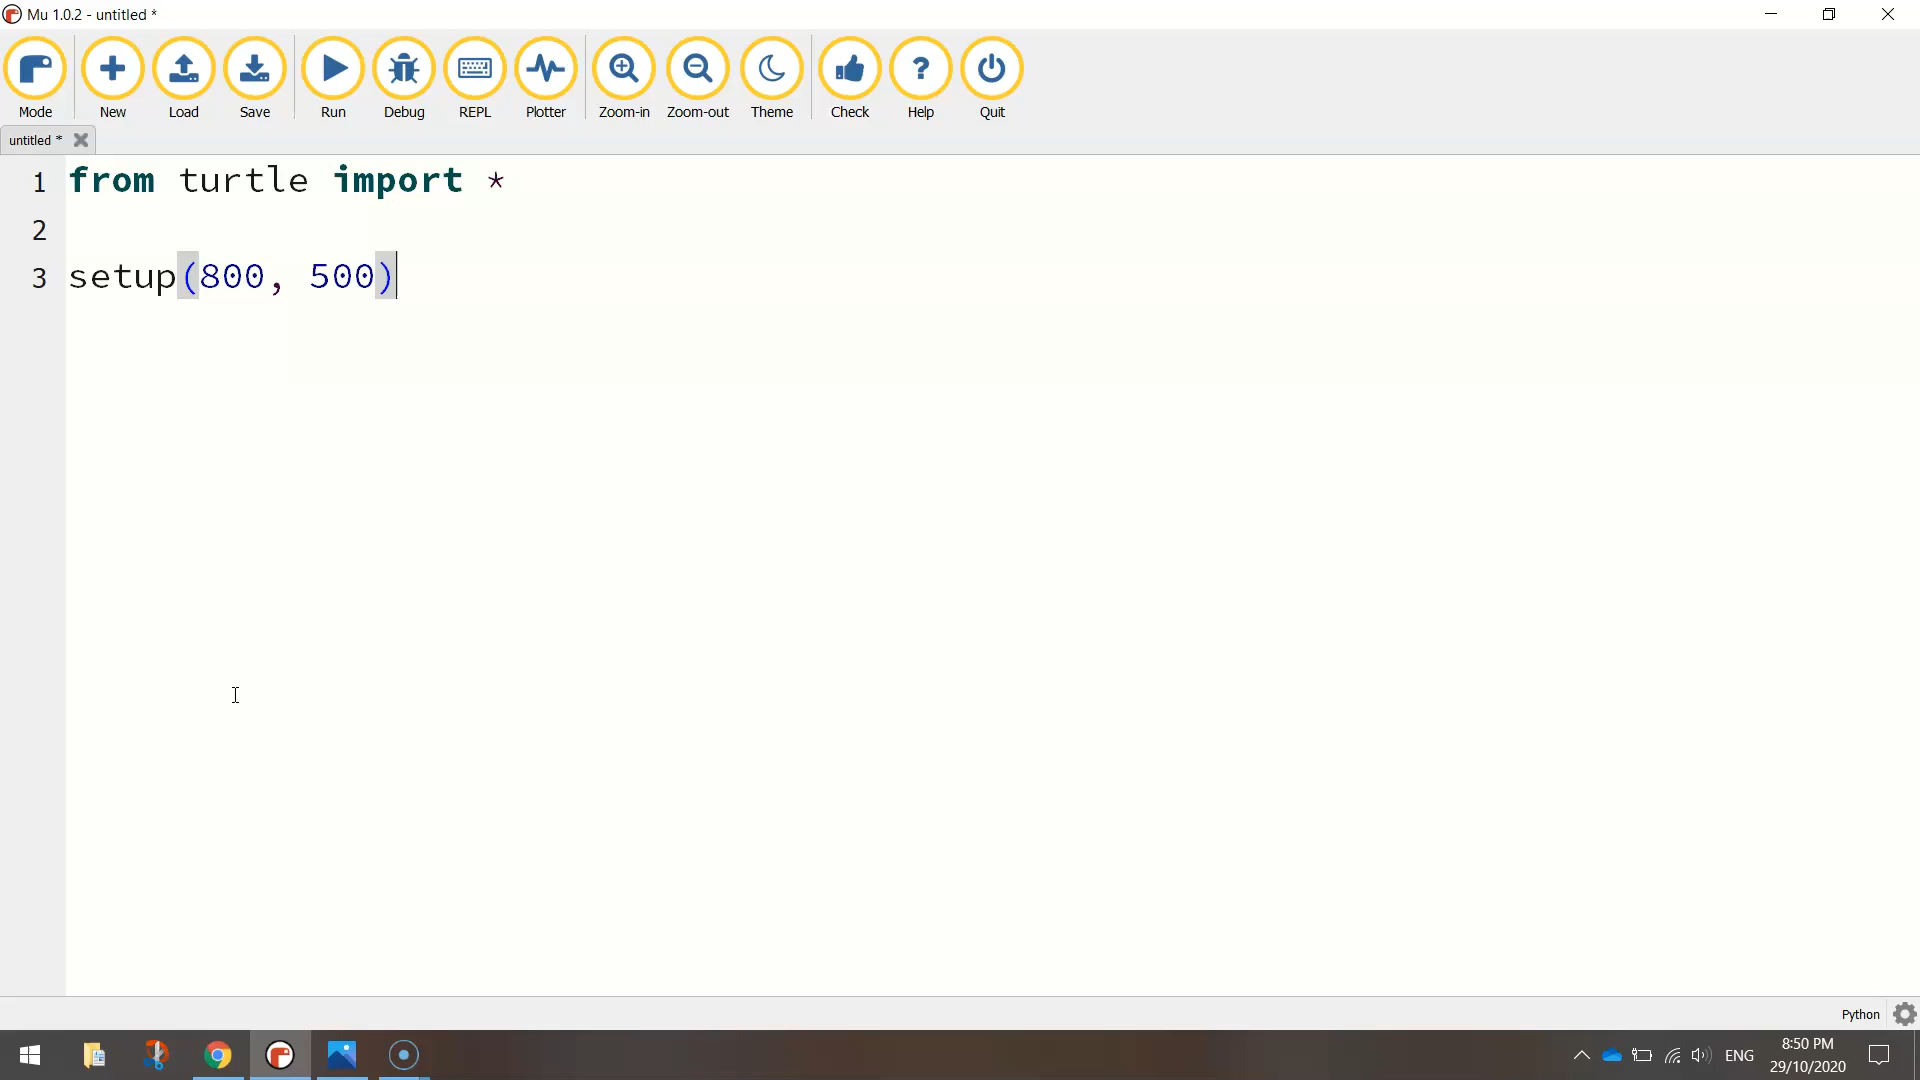 Mu 1.0.2 - untitled *
Mode New Load Save Run Debug REPL Plotter Zoom-in Zoom-out Theme Check Help Quit
untitled *
1 from turtle import *
2
3 setup(800, 500)
Python
ENG
8:50 PM
29/10/2020